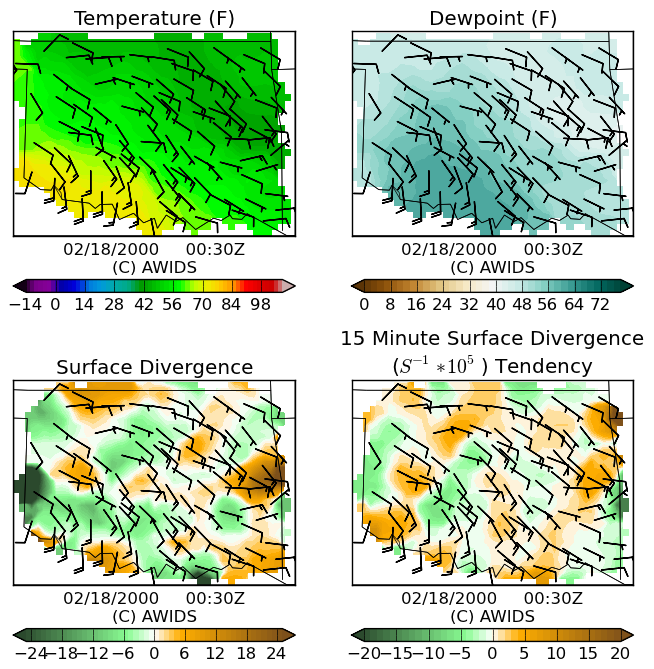 Temperature (F)
Dewpoint (F)
02/18/2000 00:30Z
(C) AWIDS
02/18/2000 00:30Z
(C) AWIDS
−14 0 14 28 42 56 70 84 98
0 8 16 24 32 40 48 56 64 72
Surface Divergence
15 Minute Surface Divergence
(S⁻¹ *10⁵ ) Tendency
02/18/2000 00:30Z
(C) AWIDS
02/18/2000 00:30Z
(C) AWIDS
−24 −18 −12 −6 0 6 12 18 24
−20 −15 −10 −5 0 5 10 15 20